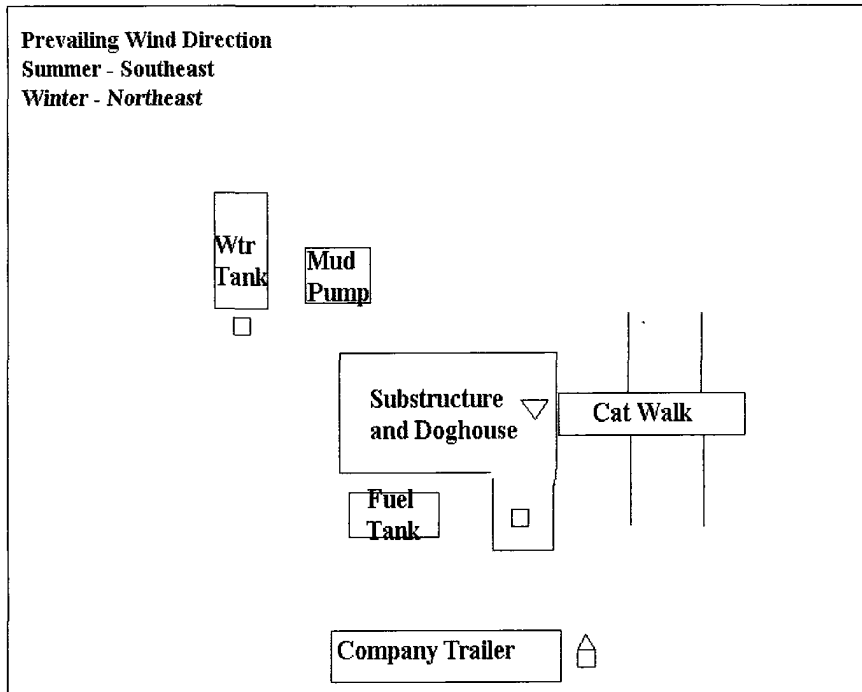 Prevailing Wind Direction
Summer - Southeast
Winter - Northeast
Wtr
Tank
Mud
Pump
Substructure
and Doghouse
Cat Walk
Fuel
Tank
Company Trailer